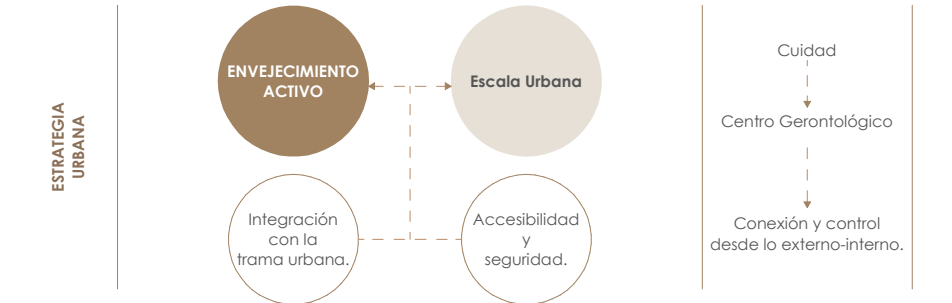 ESTRATEGIA
URBANA
ENVEJECIMIENTO
ACTIVO
Escala Urbana
Integración
con la
trama urbana.
Accesibilidad
y
seguridad.
Cuidad
Centro Gerontológico
Conexión y control
desde lo externo-interno.